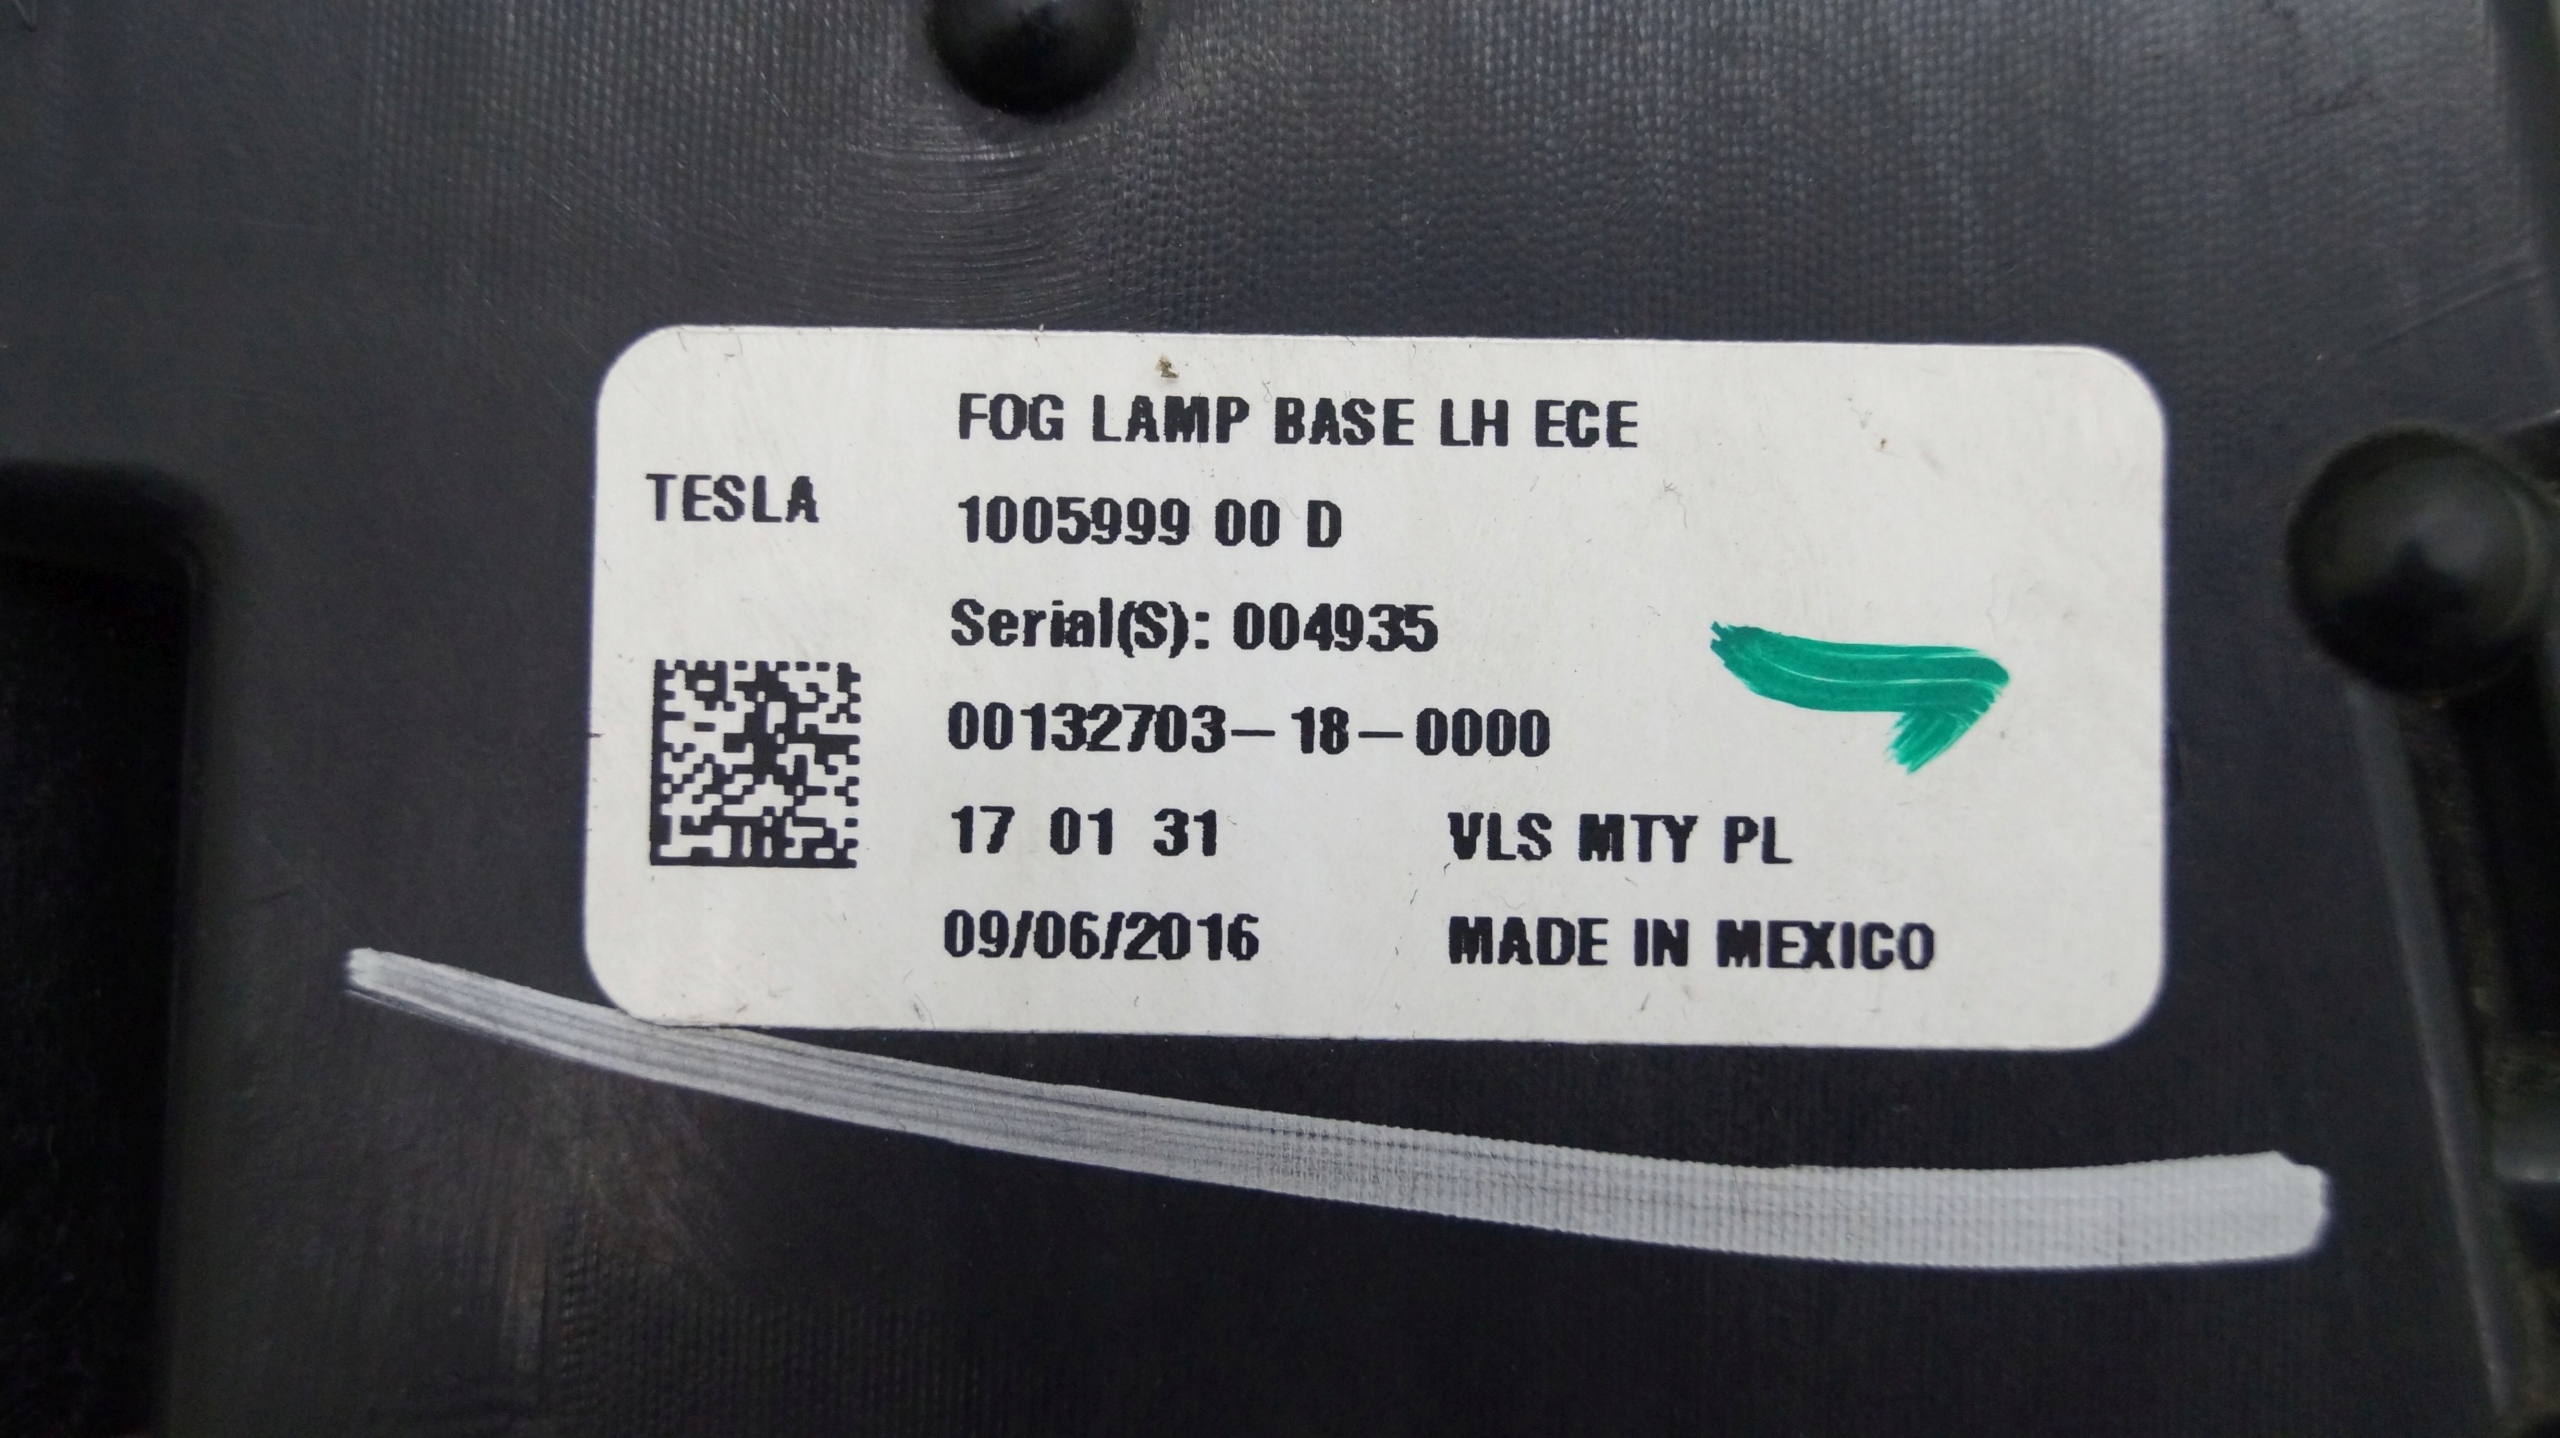 FOG LAMP BASE LH ECE
TESLA
1005999 00 D
Serial(S): 004935
00132703-18-0000
17 01 31 VLS MTY PL
09/06/2016 MADE IN MEXICO